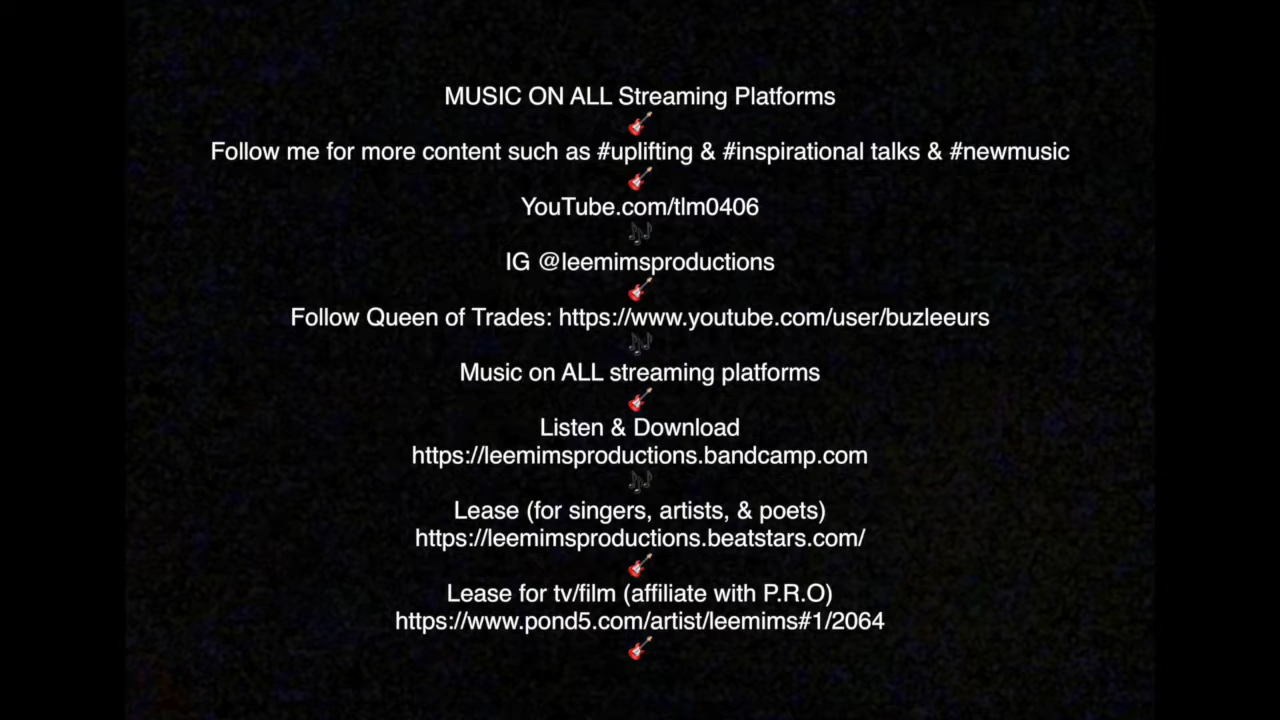 MUSIC ON ALL Streaming Platforms
🎸
Follow me for more content such as #uplifting & #inspirational talks & #newmusic
🎸
YouTube.com/tlm0406
🎶
IG @leemimsproductions
🎸
Follow Queen of Trades: https://www.youtube.com/user/buzleeurs
🎶
Music on ALL streaming platforms
🎸
Listen & Download
https://leemimsproductions.bandcamp.com
🎶
Lease (for singers, artists, & poets)
https://leemimsproductions.beatstars.com/
🎸
Lease for tv/film (affiliate with P.R.O)
https://www.pond5.com/artist/leemims#1/2064
🎸